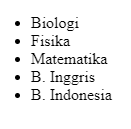 • Biologi
• Fisika
• Matematika
• B. Inggris
• B. Indonesia